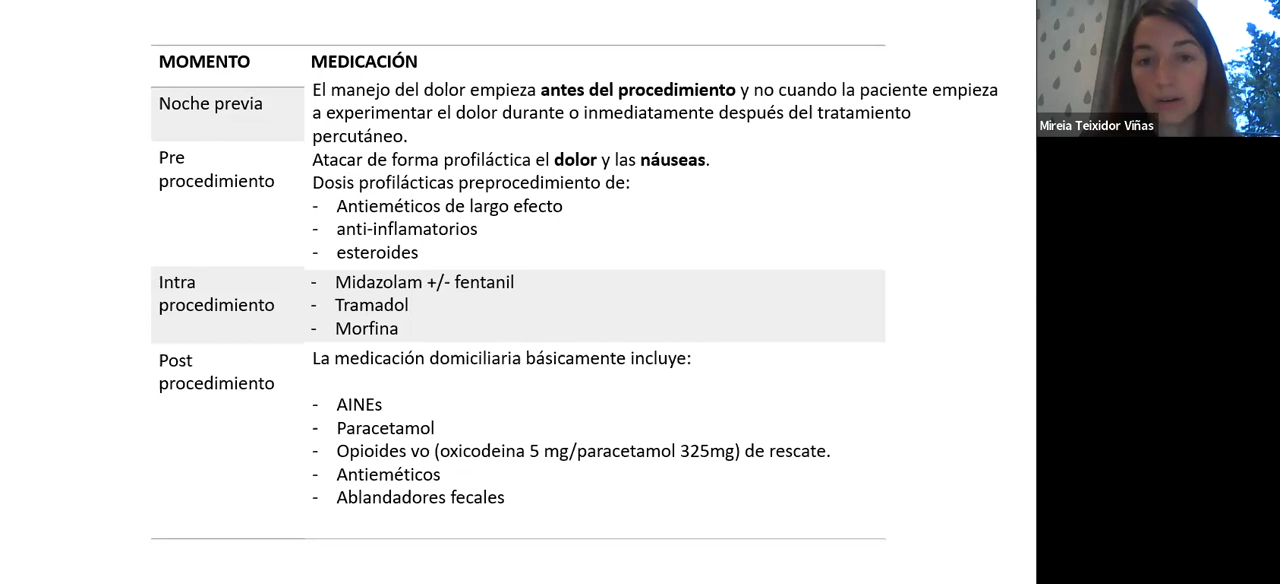 MOMENTO MEDICACIÓN
Noche previa
El manejo del dolor empieza antes del procedimiento y no cuando la paciente empieza
a experimentar el dolor durante o inmediatamente después del tratamiento
percutáneo.
Pre
procedimiento
Atacar de forma profiláctica el dolor y las náuseas.
Dosis profilácticas preprocedimiento de:
- Antieméticos de largo efecto
- anti-inflamatorios
- esteroides
Intra
procedimiento
- Midazolam +/- fentanil
- Tramadol
- Morfina
Post
procedimiento
La medicación domiciliaria básicamente incluye:
- AINEs
- Paracetamol
- Opioides vo (oxicodeina 5 mg/paracetamol 325mg) de rescate.
- Antieméticos
- Ablandadores fecales
Mireia Teixidor Viñas